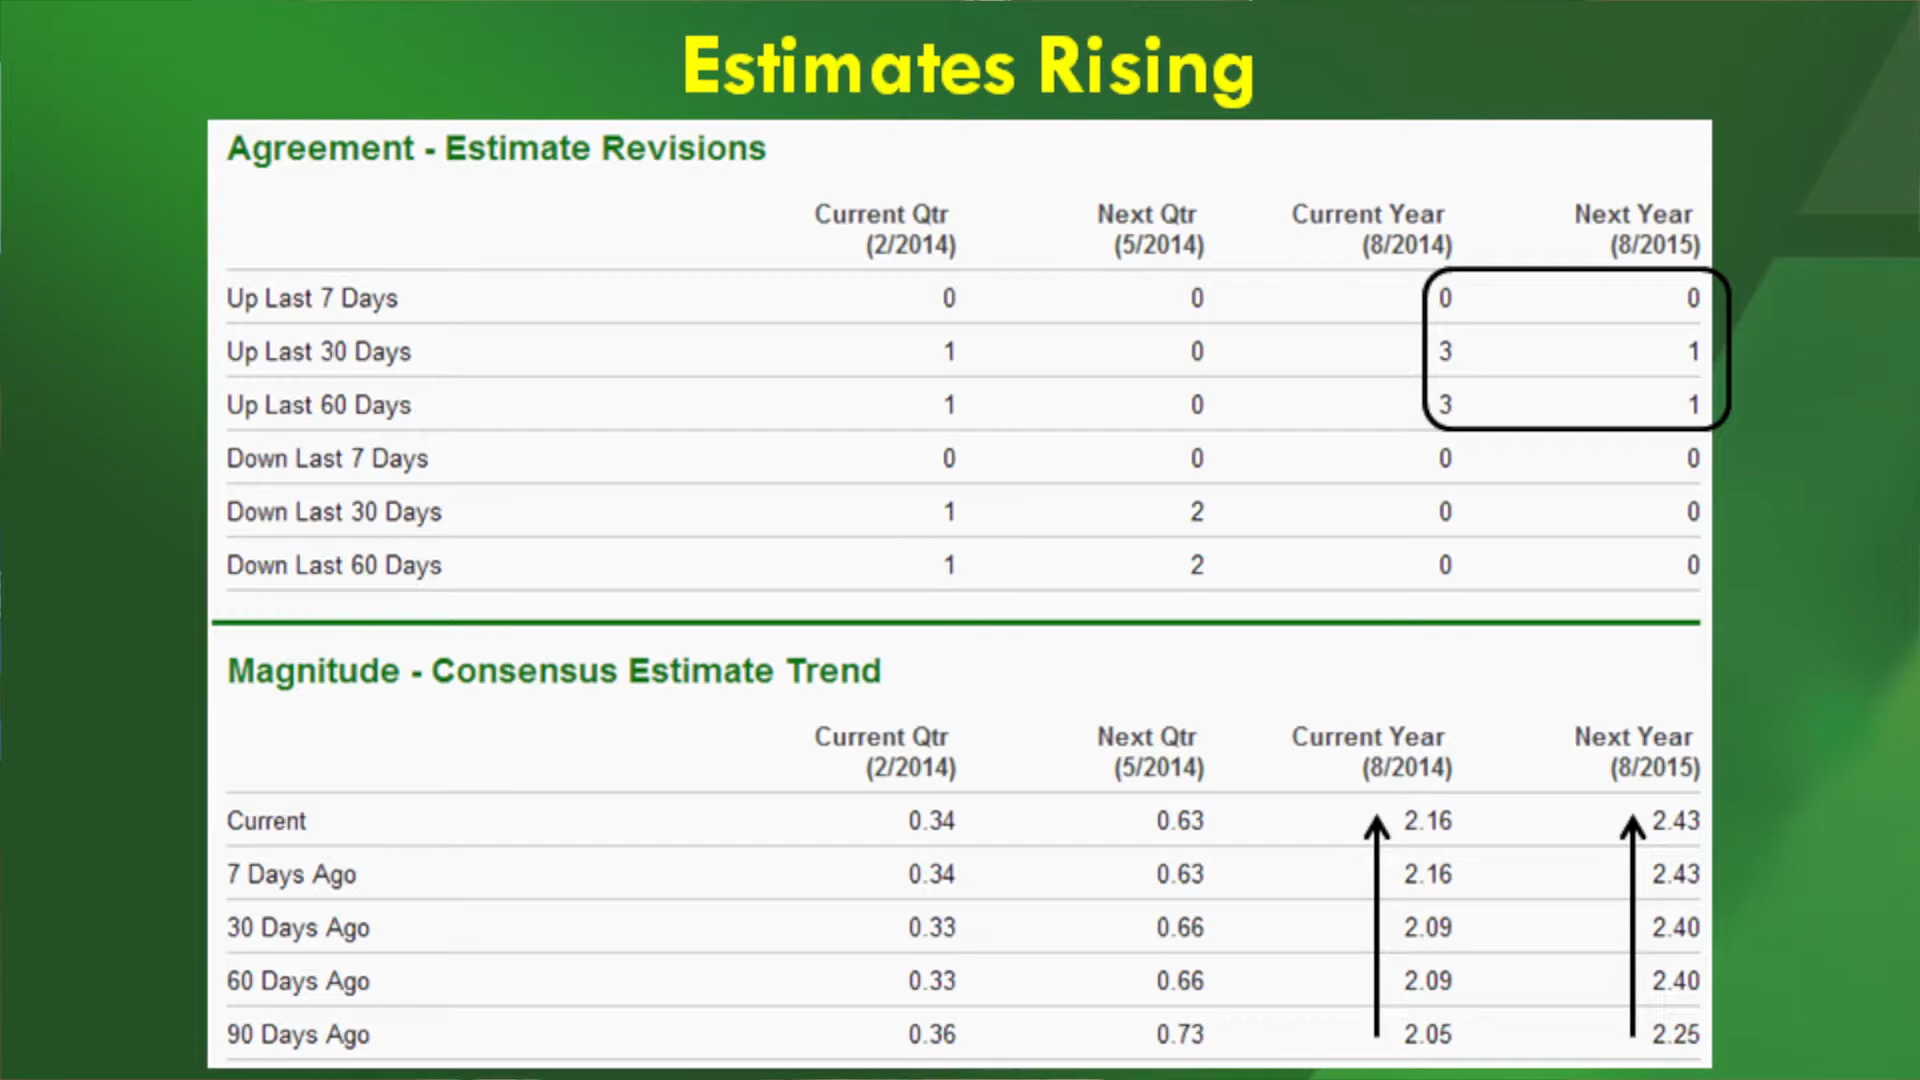 Estimates Rising
Agreement - Estimate Revisions
Current Qtr Next Qtr Current Year Next Year
(2/2014) (5/2014) (8/2014) (8/2015)
Up Last 7 Days 0 0 0 0
Up Last 30 Days 1 0 3 1
Up Last 60 Days 1 0 3 1
Down Last 7 Days 0 0 0 0
Down Last 30 Days 1 2 0 0
Down Last 60 Days 1 2 0 0
Magnitude - Consensus Estimate Trend
Current Qtr Next Qtr Current Year Next Year
(2/2014) (5/2014) (8/2014) (8/2015)
Current 0.34 0.63 2.16 2.43
7 Days Ago 0.34 0.63 2.16 2.43
30 Days Ago 0.33 0.66 2.09 2.40
60 Days Ago 0.33 0.66 2.09 2.40
90 Days Ago 0.36 0.73 2.05 2.25